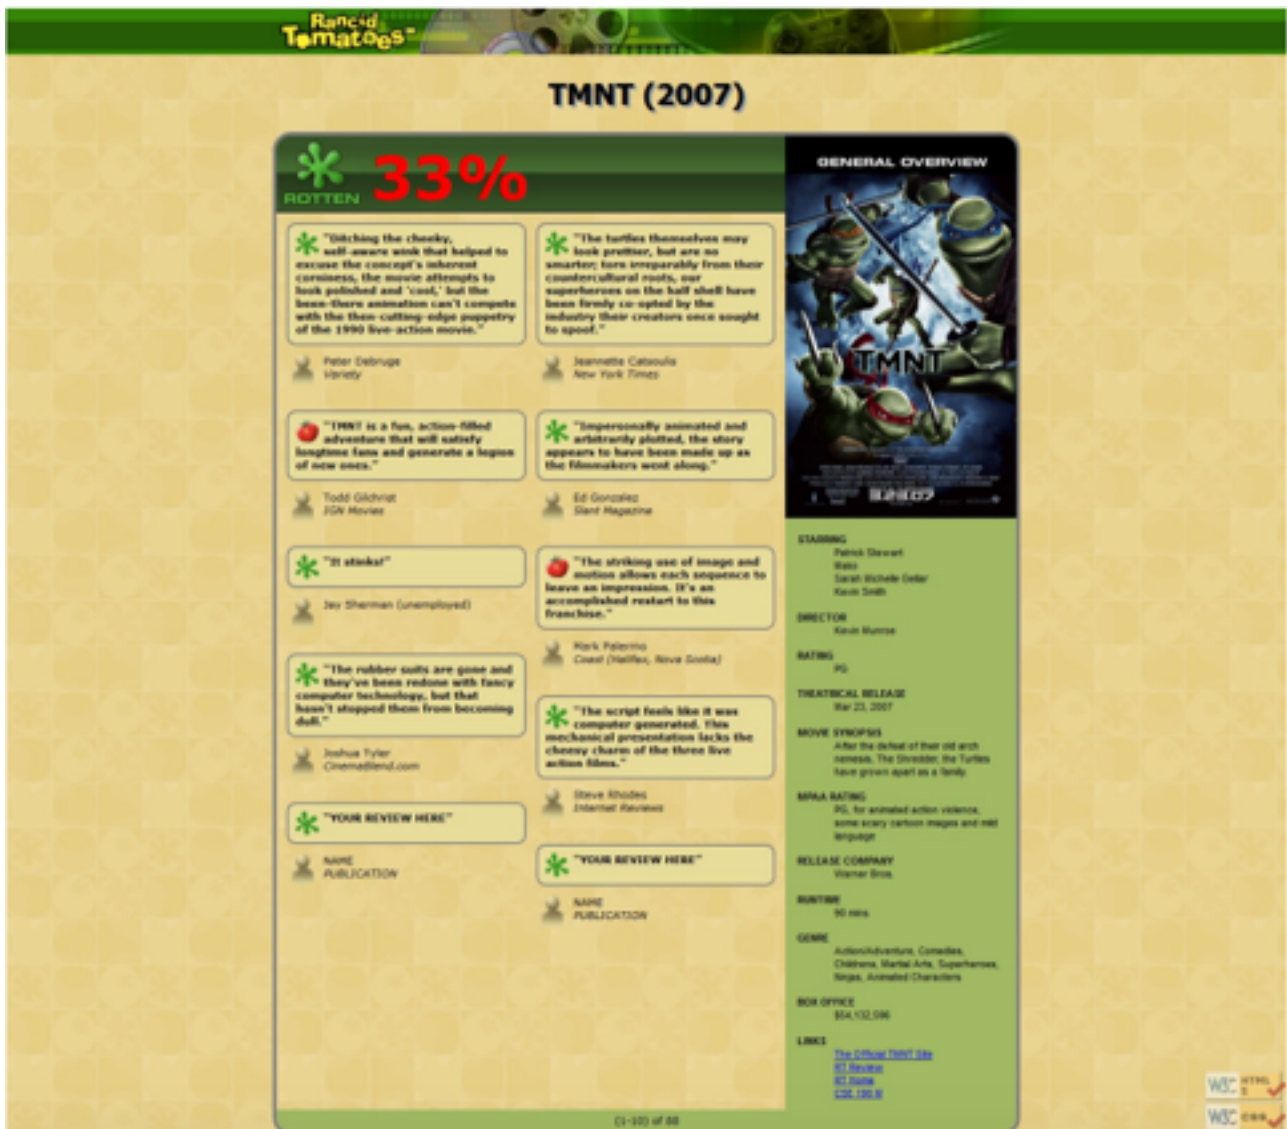 Rancid
Tomatoes
TMNT (2007)
ROTTEN 33%
"Ditching the cheeky,
self-aware wink that helped to
excuse the concept's inherent
corniness, the movie attempts to
look polished and 'cool,' but the
been-there animation can't compete
with the then-cutting-edge puppetry
of the 1990 live-action movie."
Peter Debruge
Variety
"TMNT is a fun, action-filled
adventure that will satisfy
longtime fans and generate a legion
of new ones."
Todd Gilchrist
IGN Movies
"It stinks!"
Jay Sherman (unemployed)
"The rubber suits are gone and
they've been redone with fancy
computer technology, but that
hasn't stopped them from becoming
dull."
Joshua Tyler
CinemaBlend.com
"YOUR REVIEW HERE"
NAME
PUBLICATION
"The turtles themselves may
look prettier, but are no
smarter; torn irreparably from their
countercultural roots, our
superheroes on the half shell have
been firmly co-opted by the
industry their creators once sought
to spoof."
Jeannette Catsoulis
New York Times
"Impersonally animated and
arbitrarily plotted, the story
appears to have been made up as
the filmmakers went along."
Ed Gonzalez
Slant Magazine
"The striking use of image and
motion allows each sequence to
leave an impression. It's an
accomplished restart to this
franchise."
Mark Palermo
Coast (Halifax, Nova Scotia)
"The script feels like it was
computer generated. This
mechanical presentation lacks the
cheesy charm of the three live
action films."
Steve Rhodes
Internet Reviews
"YOUR REVIEW HERE"
NAME
PUBLICATION
GENERAL OVERVIEW
TMNT
3.23.07
STARRING
Patrick Stewart
Mako
Sarah Michelle Gellar
Kevin Smith
DIRECTOR
Kevin Munroe
RATING
PG
THEATRICAL RELEASE
Mar 23, 2007
MOVIE SYNOPSIS
After the defeat of their old arch
nemesis, The Shredder, the Turtles
have grown apart as a family.
MPAA RATING
PG, for animated action violence,
some scary cartoon images and mild
language
RELEASE COMPANY
Warner Bros.
RUNTIME
90 mins
GENRE
Action/Adventure, Comedies,
Childrens, Martial Arts, Superheroes,
Ninjas, Animated Characters
BOX OFFICE
$54,132,596
LINKS
The Official TMNT Site
RT Review
RT Home
CSE 190 M
(1-10) of 88
W3C HTML
5
W3C CSS